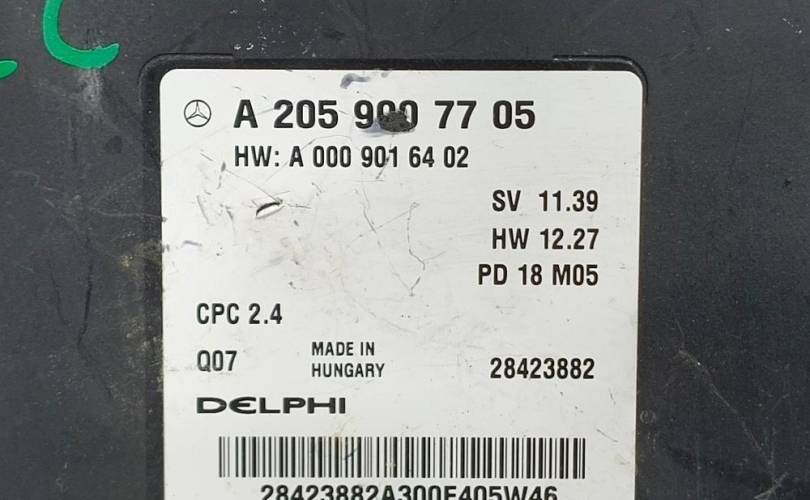 A 205 900 77 05
HW: A 000 901 64 02
SV 11.39
HW 12.27
PD 18 M05
CPC 2.4
Q07
MADE IN
HUNGARY
28423882
DELPHI
28423882A300E405W46